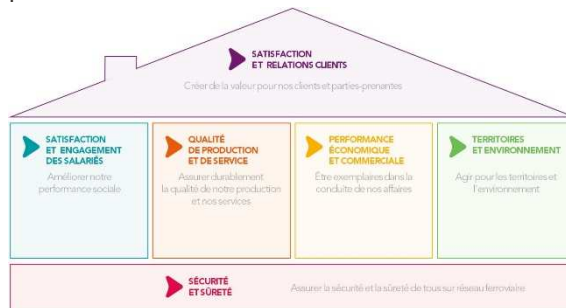 SATISFACTION
ET RELATIONS CLIENTS
Créer de la valeur pour nos clients et parties-prenantes
SATISFACTION
ET ENGAGEMENT
DES SALARIÉS
Améliorer notre
performance sociale
QUALITÉ
DE PRODUCTION
ET DE SERVICE
Assurer durablement
la qualité de notre production
et nos services
PERFORMANCE
ÉCONOMIQUE
ET COMMERCIALE
Être exemplaires dans la
conduite de nos affaires
TERRITOIRES
ET ENVIRONNEMENT
Agir pour les territoires et
l'environnement
SÉCURITÉ
ET SÛRETÉ
Assurer la sécurité et la sûreté de tous sur réseau ferroviaire